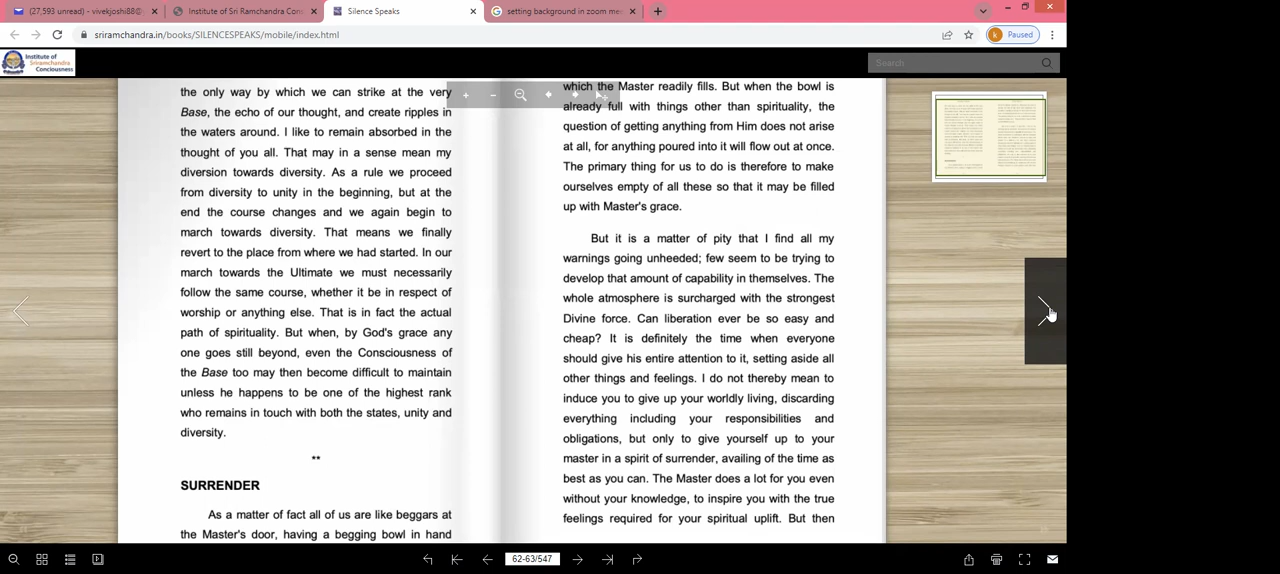 (27,593 unread) - vivekjoshi88@
Institute of Sri Ramchandra Con
Silence Speaks
setting background in zoom me
sriramchandra.in/books/SILENCESPEAKS/mobile/index.html
k
Paused
Institute of
Sriramchandra
Conciousness
Search
the only way by which we can strike at the very
Base, the echo of our thought, and create ripples in
the waters around. I like to remain absorbed in the
thought of you all. That may in a sense mean my
diversion towards diversity. As a rule we proceed
from diversity to unity in the beginning, but at the
end the course changes and we again begin to
march towards diversity. That means we finally
revert to the place from where we had started. In our
march towards the Ultimate we must necessarily
follow the same course, whether it be in respect of
worship or anything else. That is in fact the actual
path of spirituality. But when, by God's grace any
one goes still beyond, even the Consciousness of
the Base too may then become difficult to maintain
unless he happens to be one of the highest rank
who remains in touch with both the states, unity and
diversity.
**
SURRENDER
As a matter of fact all of us are like beggars at
the Master's door, having a begging bowl in hand
which the Master readily fills. But when the bowl is
already full with things other than spirituality, the
question of getting anything from Him does not arise
at all, for anything poured into it will flow out at once.
The primary thing for us to do is therefore to make
ourselves empty of all these so that it may be filled
up with Master's grace.
But it is a matter of pity that I find all my
warnings going unheeded; few seem to be trying to
develop that amount of capability in themselves. The
whole atmosphere is surcharged with the strongest
Divine force. Can liberation ever be so easy and
cheap? It is definitely the time when everyone
should give his entire attention to it, setting aside all
other things and feelings. I do not thereby mean to
induce you to give up your worldly living, discarding
everything including your responsibilities and
obligations, but only to give yourself up to your
master in a spirit of surrender, availing of the time as
best as you can. The Master does a lot for you even
without your knowledge, to inspire you with the true
feelings required for your spiritual uplift. But then
62-63/547